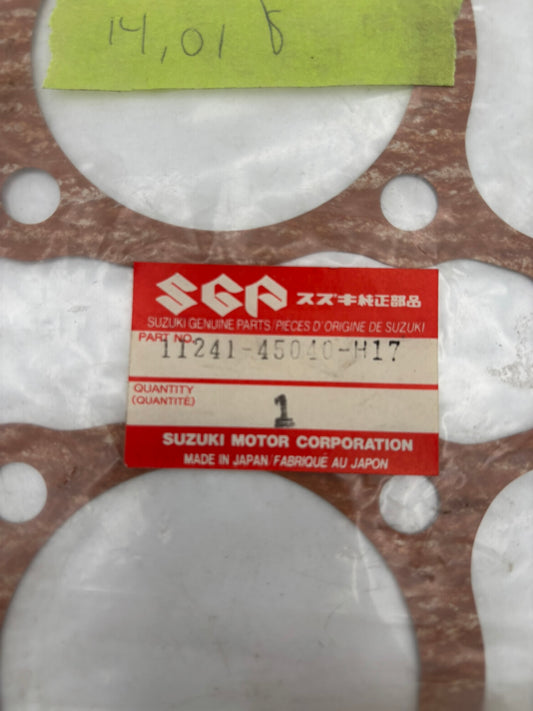 14,01
SGP スズキ純正部品
SUZUKI GENUINE PARTS/PIECES D'ORIGINE DE SUZUKI
PART NO.
11241-45040-H17
QUANTITY
(QUANTITÉ)
1
SUZUKI MOTOR CORPORATION
MADE IN JAPAN/FABRIQUÉ AU JAPON